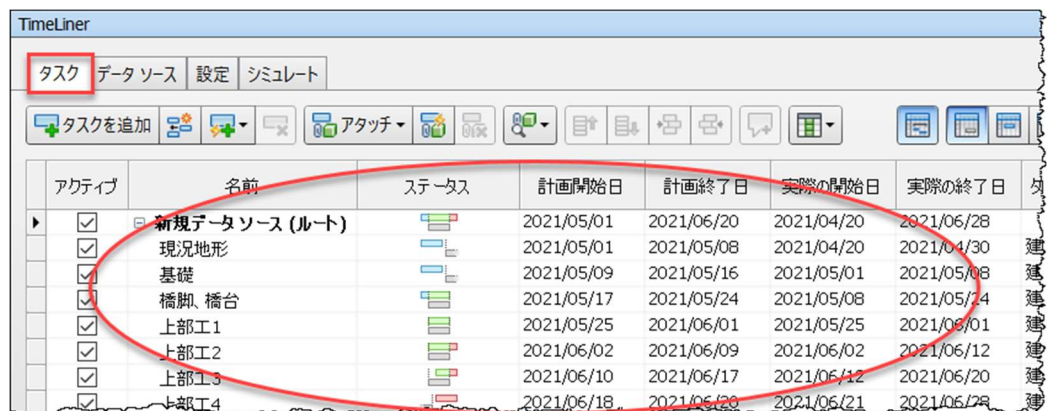 TimeLiner
タスク データ ソース 設定 シミュレート
タスクを追加 アタッチ
アクティブ 名前 ステータス 計画開始日 計画終了日 実際の開始日 実際の終了日 タ
新規データ ソース (ルート) 2021/05/01 2021/06/20 2021/04/20 2021/06/28
現況地形 2021/05/01 2021/05/08 2021/04/20 2021/04/30 建
基礎 2021/05/09 2021/05/16 2021/05/01 2021/05/08 建
橋脚、橋台 2021/05/17 2021/05/24 2021/05/08 2021/05/24 建
上部工1 2021/05/25 2021/06/01 2021/05/25 2021/06/01 建
上部工2 2021/06/02 2021/06/09 2021/06/02 2021/06/12 建
上部工3 2021/06/10 2021/06/17 2021/06/12 2021/06/20 建
上部工4 2021/06/18 2021/06/20 2021/06/21 2021/06/28 建